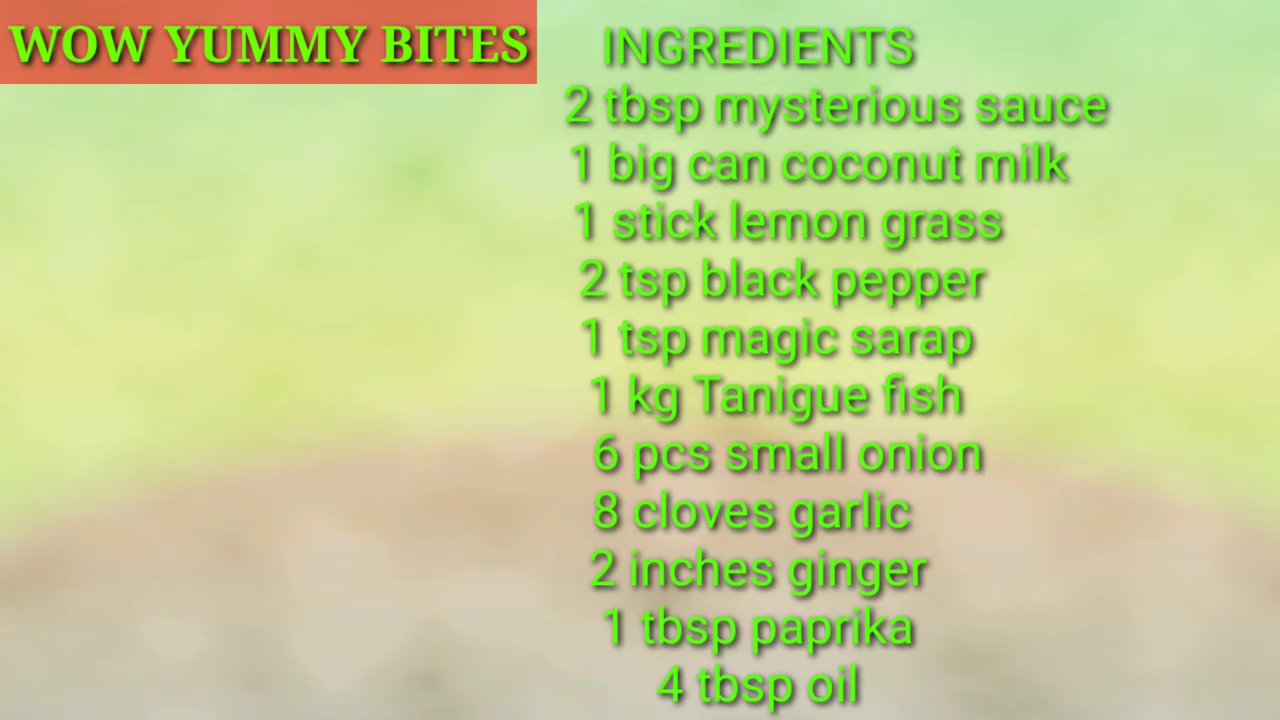 WOW YUMMY BITES
INGREDIENTS
2 tbsp mysterious sauce
1 big can coconut milk
1 stick lemon grass
2 tsp black pepper
1 tsp magic sarap
1 kg Tanigue fish
6 pcs small onion
8 cloves garlic
2 inches ginger
1 tbsp paprika
4 tbsp oil